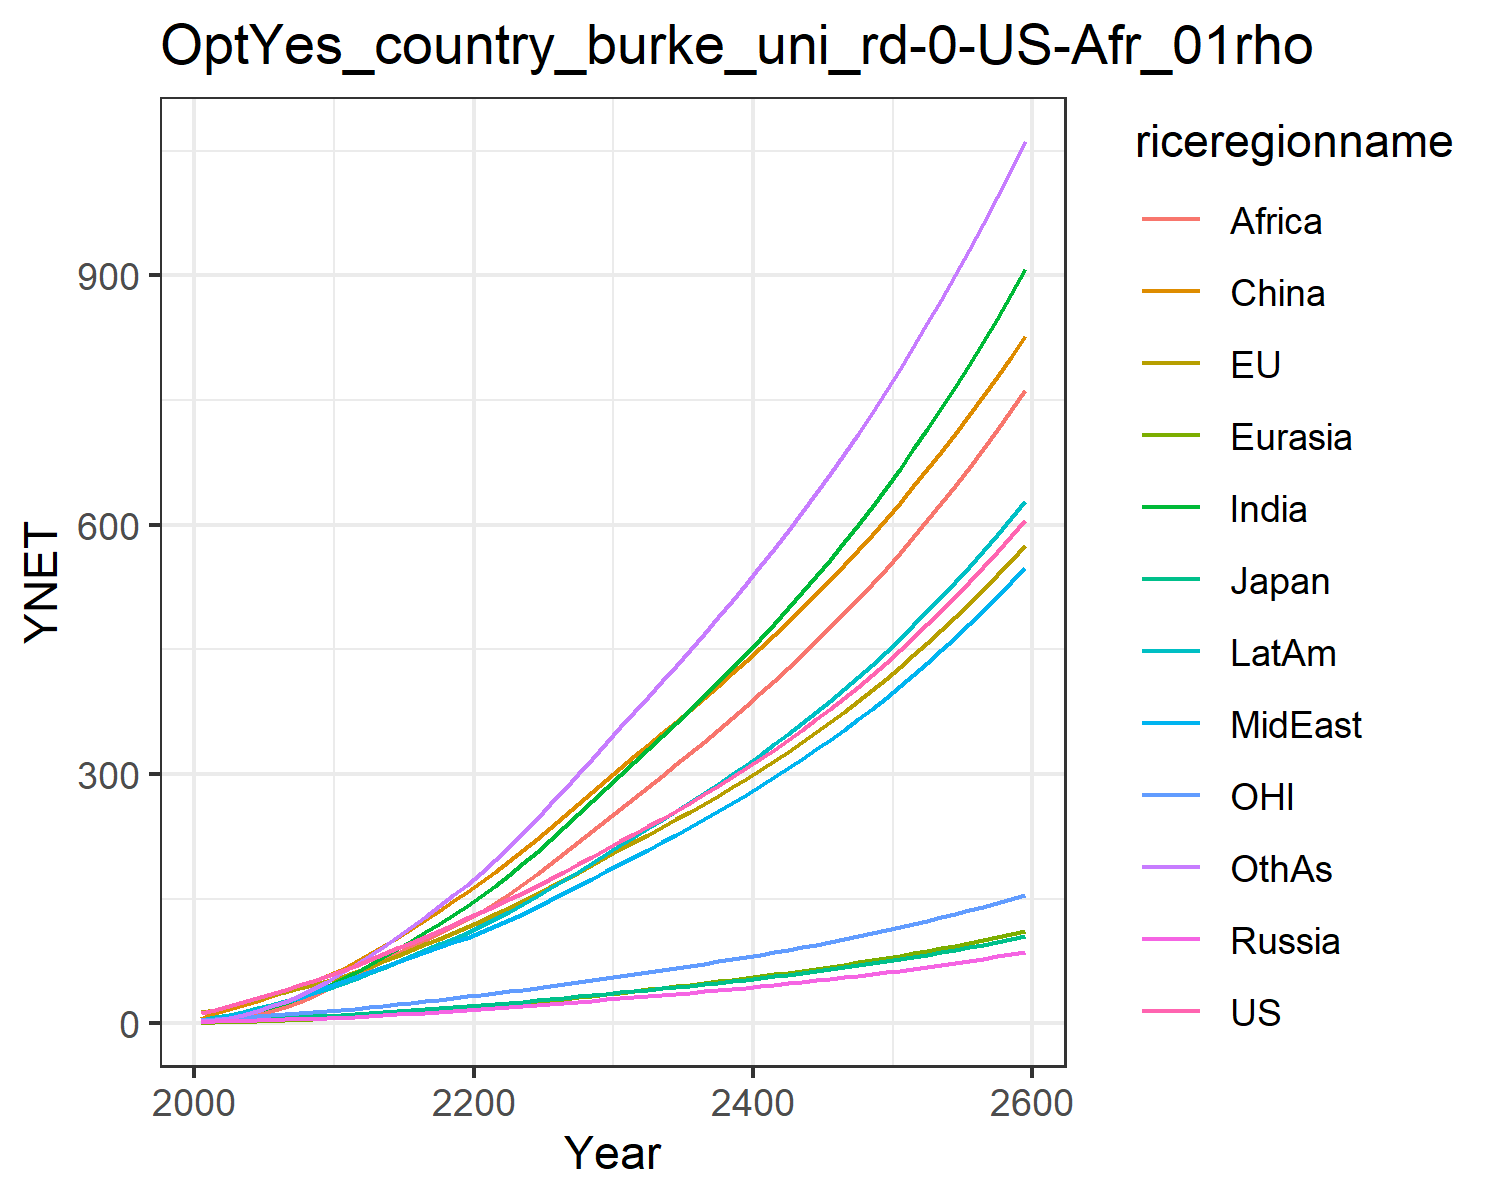 OptYes_country_burke_uni_rd-0-US-Afr_01rho
riceregionname
Africa
China
EU
Eurasia
India
Japan
LatAm
MidEast
OHI
OthAs
Russia
US
YNET
900
600
300
0
2000 2200 2400 2600
Year